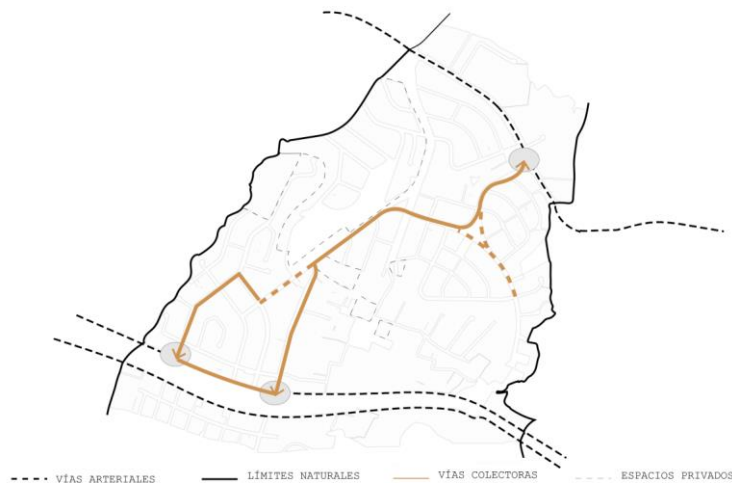 VÍAS ARTERIALES
LÍMITES NATURALES
VÍAS COLECTORAS
ESPACIOS PRIVADOS